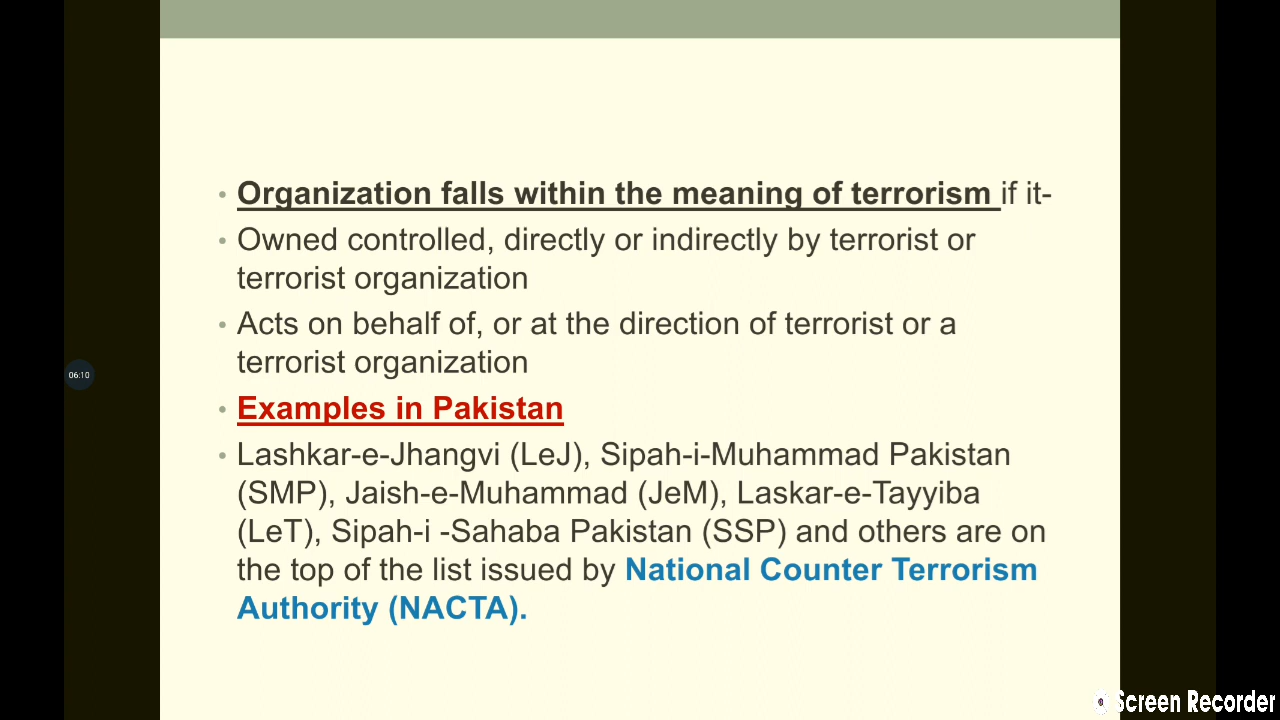 • Organization falls within the meaning of terrorism if it-
• Owned controlled, directly or indirectly by terrorist or
terrorist organization
• Acts on behalf of, or at the direction of terrorist or a
terrorist organization
06:10
• Examples in Pakistan
• Lashkar-e-Jhangvi (LeJ), Sipah-i-Muhammad Pakistan
(SMP), Jaish-e-Muhammad (JeM), Laskar-e-Tayyiba
(LeT), Sipah-i -Sahaba Pakistan (SSP) and others are on
the top of the list issued by National Counter Terrorism
Authority (NACTA).
Screen Recorder